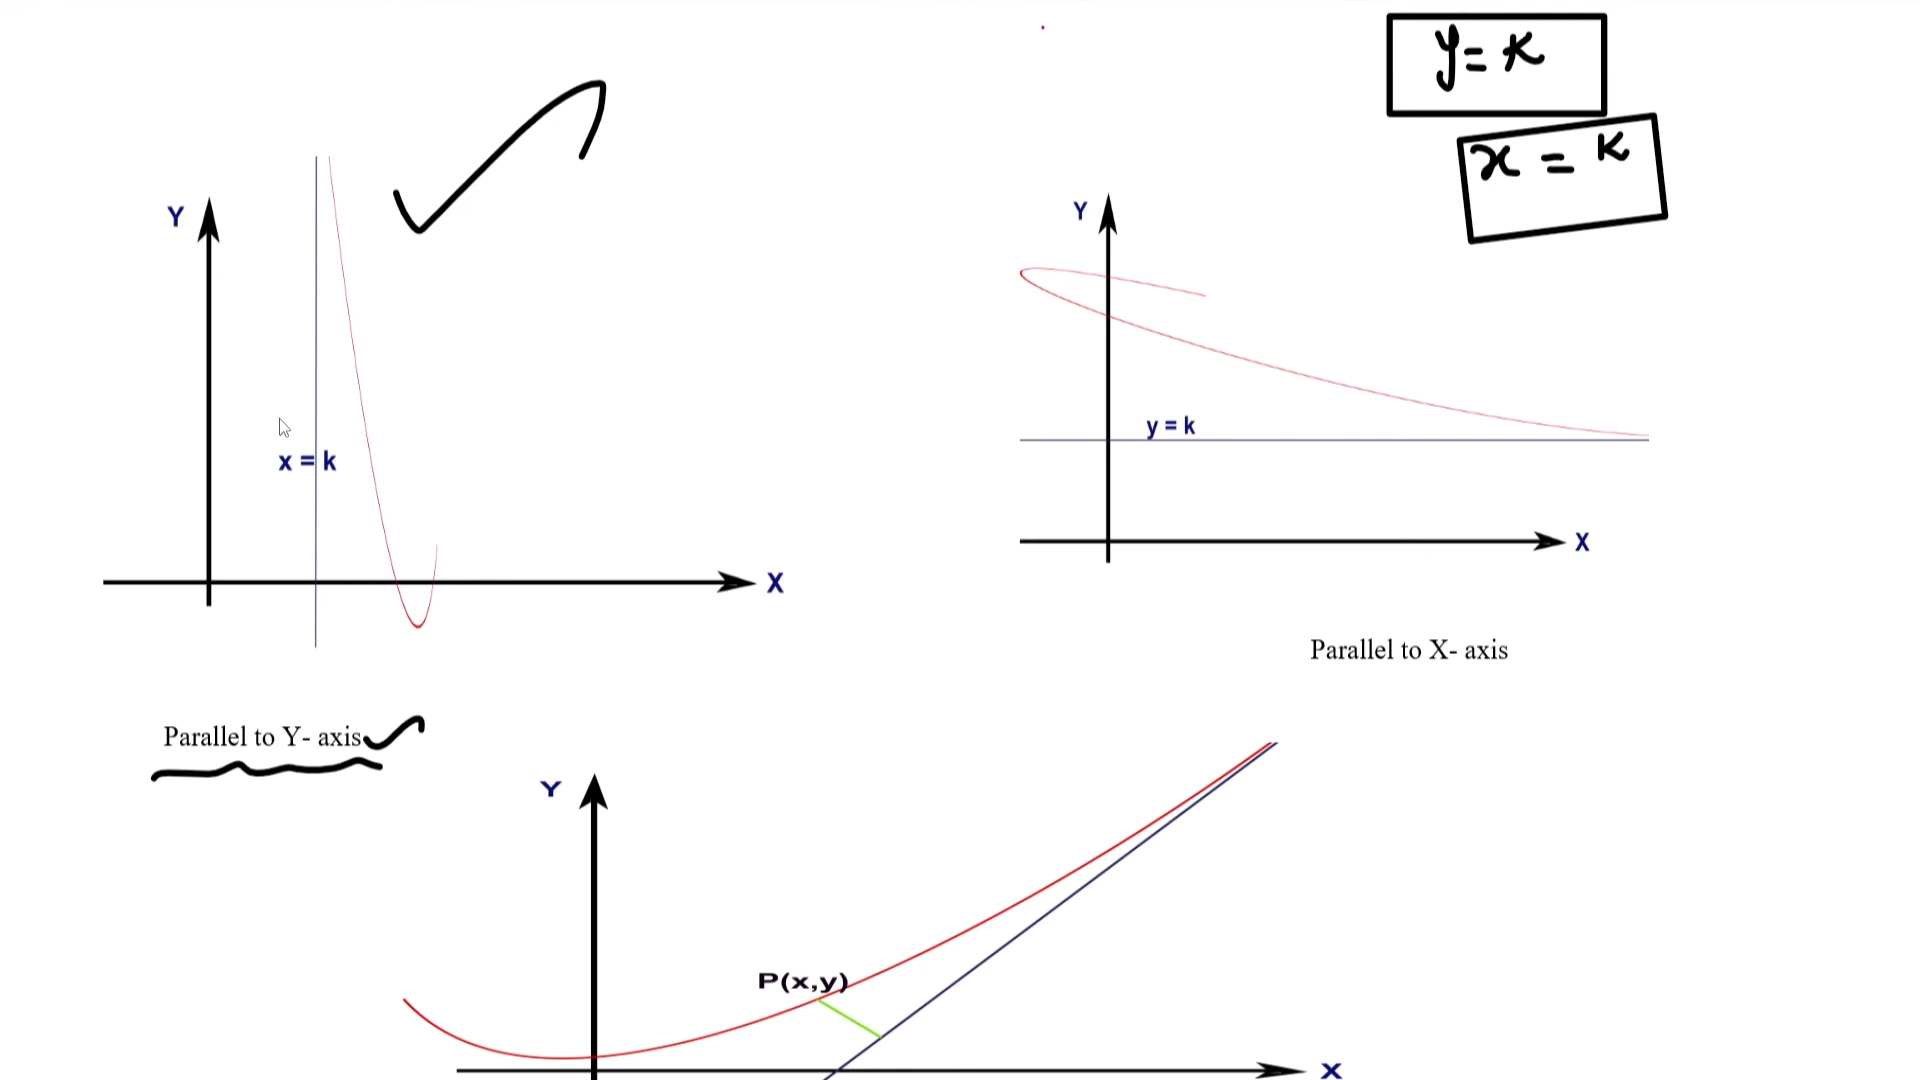 y = k
x = k
Y
Y
x = k
y = k
X
X
Parallel to X- axis
Parallel to Y- axis
Y
P(x,y)
X